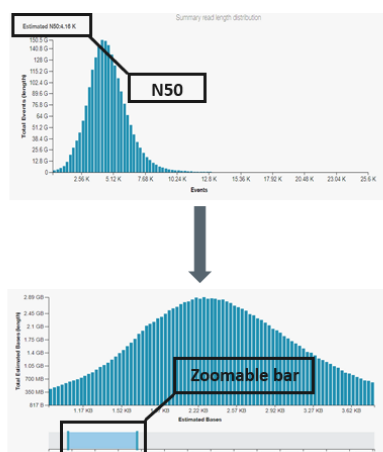 Summary read length distribution
Estimated N50:4.16 K
N50
Total Events (length)
150.5 G
140.8 G
128 G
115.2 G
102.4 G
89.6 G
76.8 G
64 G
51.2 G
38.4 G
25.6 G
12.8 G
0
2.56 K 5.12 K 7.68 K 10.24 K 12.8 K 15.36 K 17.92 K 20.48 K 23.04 K 25.6 K
Events
Total Estimated Bases (length)
2.89 GB
2.45 GB
2.1 GB
1.75 GB
1.4 GB
1.05 GB
700 MB
350 MB
817 B
Zoomable bar
1.17 KB 1.52 KB 2.22 KB 2.57 KB 2.92 KB 3.27 KB 3.62 KB
Estimated Bases